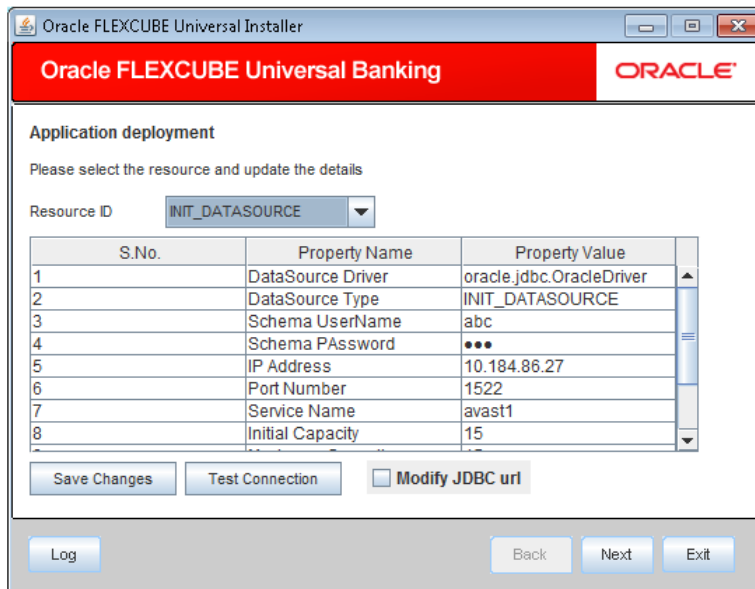 Oracle FLEXCUBE Universal Installer
Oracle FLEXCUBE Universal Banking ORACLE
Application deployment
Please select the resource and update the details
Resource ID INIT_DATASOURCE
S.No. Property Name Property Value
1 DataSource Driver oracle.jdbc.OracleDriver
2 DataSource Type INIT_DATASOURCE
3 Schema UserName abc
4 Schema PAssword ●●●
5 IP Address 10.184.86.27
6 Port Number 1522
7 Service Name avast1
8 Initial Capacity 15
Save Changes Test Connection Modify JDBC url
Log Back Next Exit